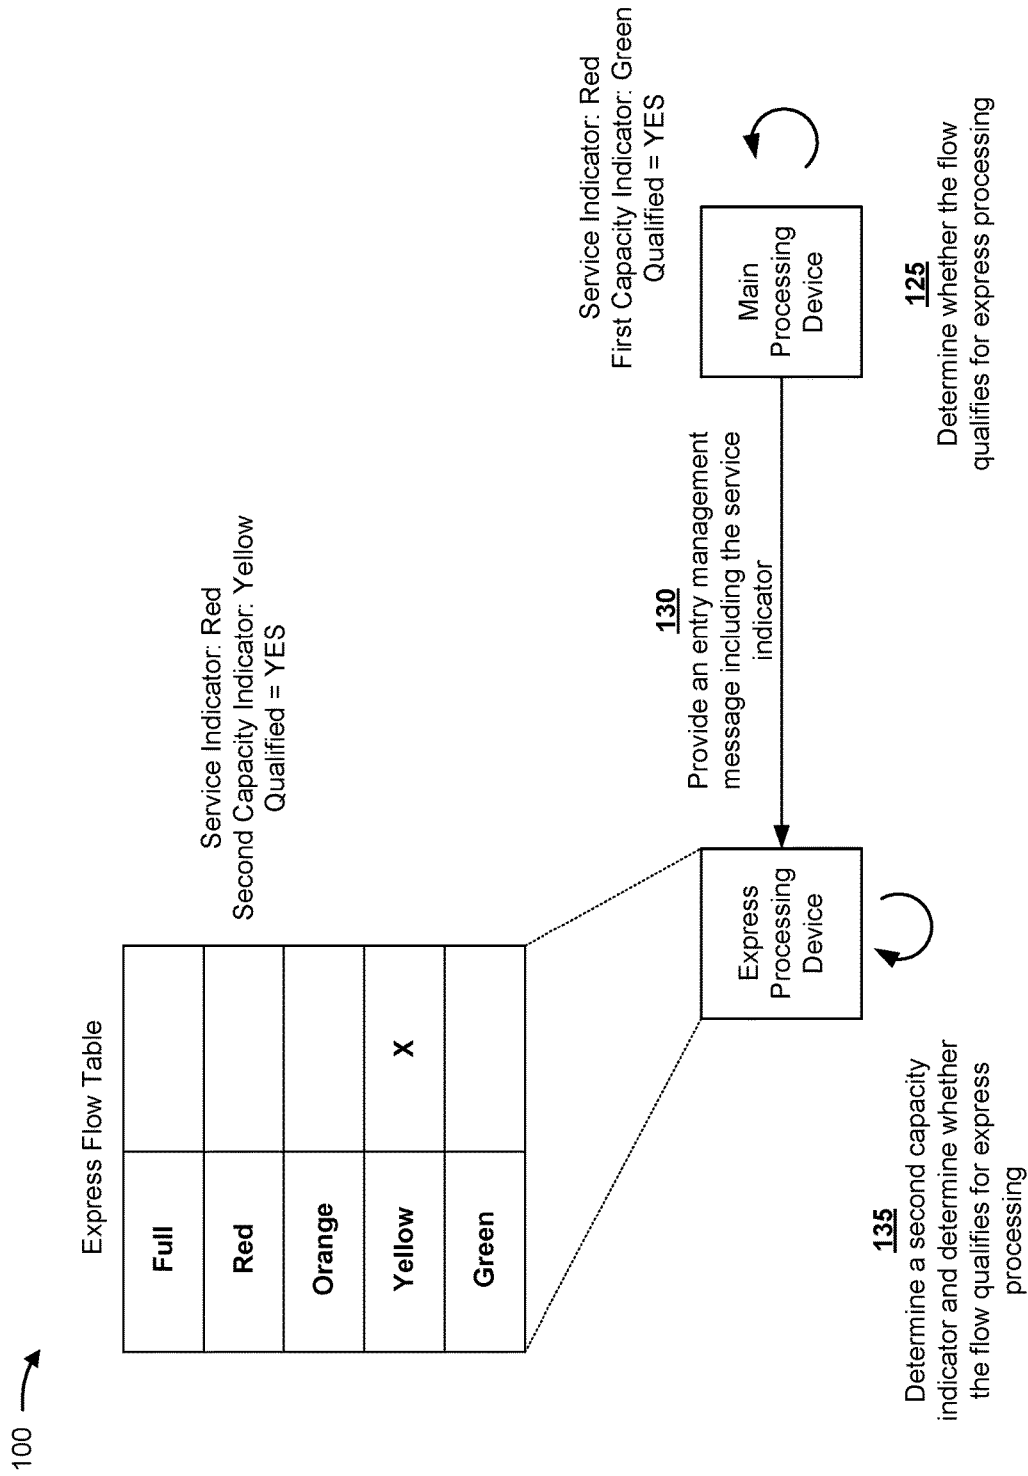 100
Express Flow Table
Full
Red
Orange
Yellow
X
Green
Service Indicator: Red
Second Capacity Indicator: Yellow
Qualified = YES
Service Indicator: Red
First Capacity Indicator: Green
Qualified = YES
Express
Processing
Device
130
Provide an entry management
message including the service
indicator
Main
Processing
Device
135
Determine a second capacity
indicator and determine whether
the flow qualifies for express
processing
125
Determine whether the flow
qualifies for express processing